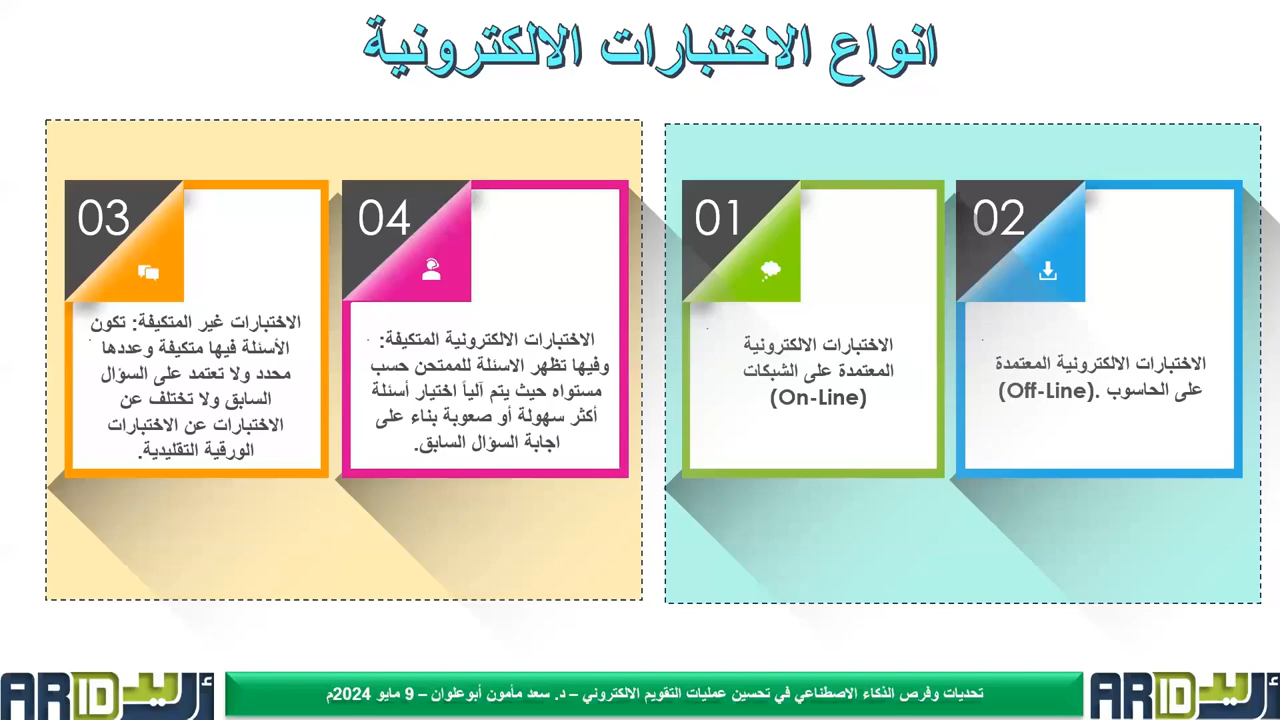 انواع الاختبارات الالكترونية
01
الاختبارات الالكترونية
المعتمدة على الشبكات
(On-Line)
02
الاختبارات الالكترونية المعتمدة
على الحاسوب .(Off-Line)
03
الاختبارات غير المتكيفة: تكون
الأسئلة فيها متكيفة وعددها
محدد ولا تعتمد على السؤال
السابق ولا تختلف عن
الاختبارات عن الاختبارات
الورقية التقليدية.
04
الاختبارات الالكترونية المتكيفة:
وفيها تظهر الاسئلة للممتحن حسب
مستواه حيث يتم آلياً اختيار أسئلة
أكثر سهولة أو صعوبة بناء على
اجابة السؤال السابق.
ARID أريد
تحديات وفرص الذكاء الاصطناعي في تحسين عمليات التقويم الالكتروني – د. سعد مأمون أبوعلوان – 9 مايو 2024م
ARID أريد